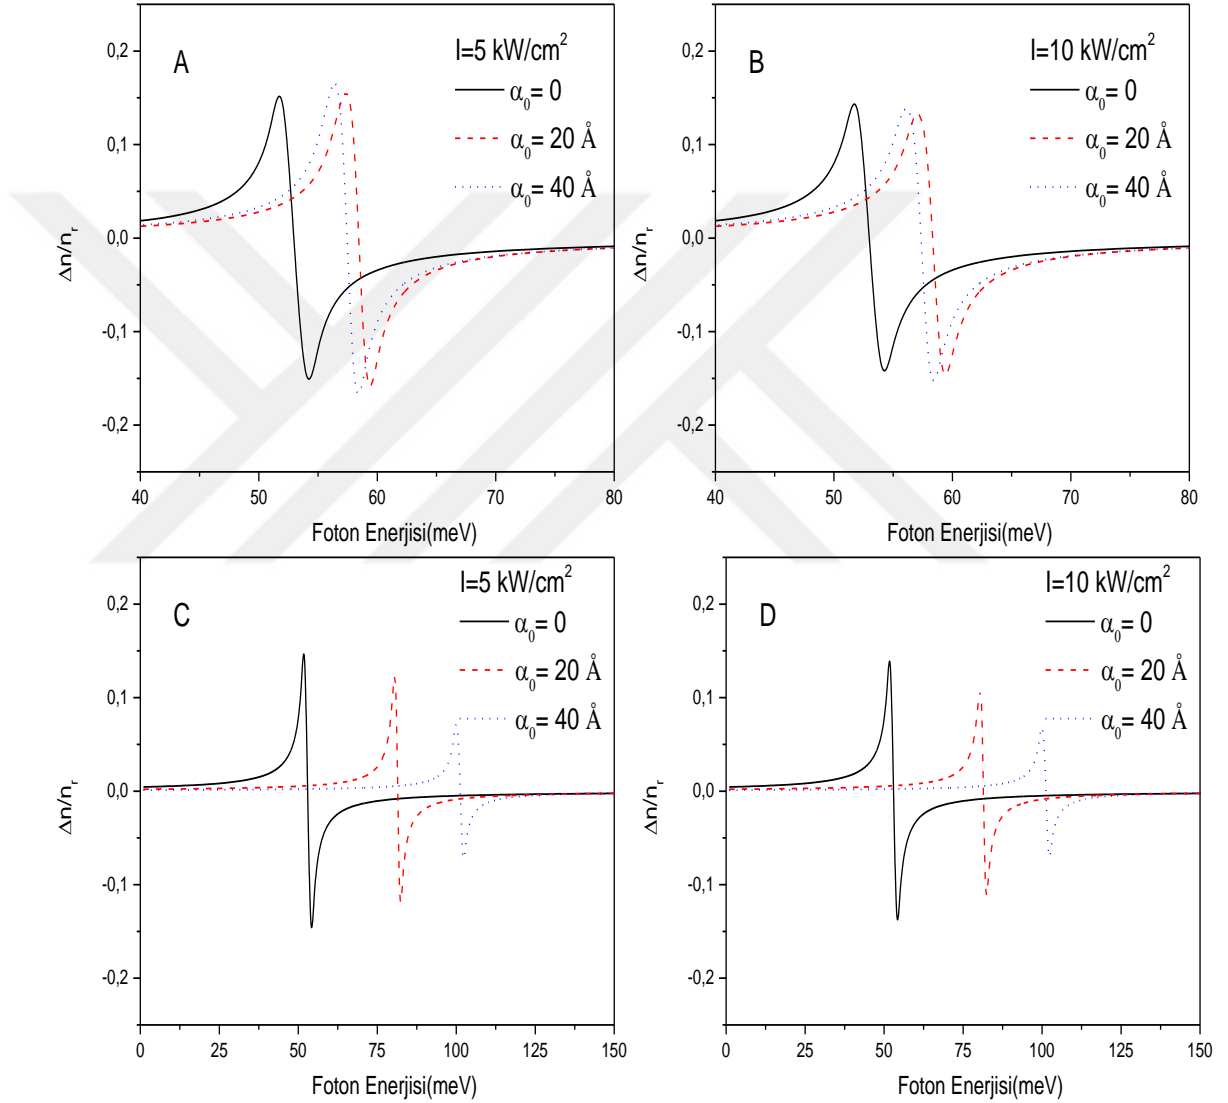 A
I=5 kW/cm²
α₀= 0
α₀= 20 Å
α₀= 40 Å
0,2
0,1
0,0
-0,1
-0,2
Δn/nᵣ
40 50 60 70 80
Foton Enerjisi(meV)
B
I=10 kW/cm²
α₀= 0
α₀= 20 Å
α₀= 40 Å
0,2
0,1
0,0
-0,1
-0,2
Δn/nᵣ
40 50 60 70 80
Foton Enerjisi(meV)
C
I=5 kW/cm²
α₀= 0
α₀= 20 Å
α₀= 40 Å
0,2
0,1
0,0
-0,1
-0,2
Δn/nᵣ
0 25 50 75 100 125 150
Foton Enerjisi(meV)
D
I=10 kW/cm²
α₀= 0
α₀= 20 Å
α₀= 40 Å
0,2
0,1
0,0
-0,1
-0,2
Δn/nᵣ
0 25 50 75 100 125 150
Foton Enerjisi(meV)